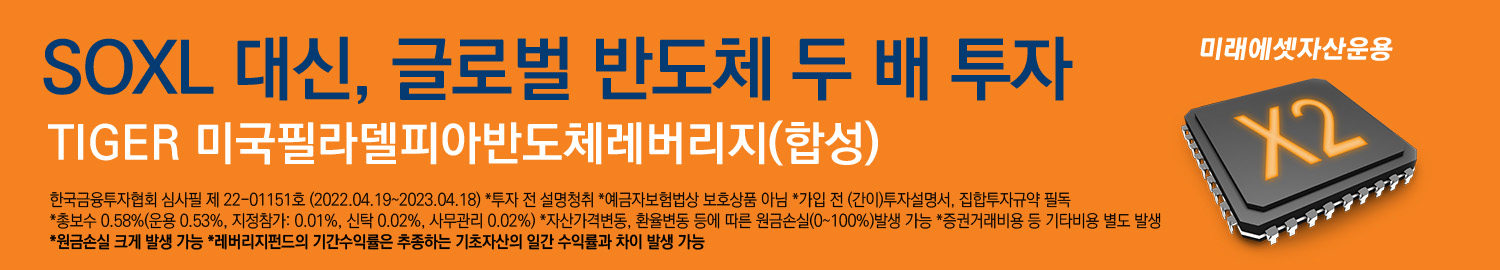 SOXL 대신, 글로벌 반도체 두 배 투자
미래에셋자산운용
X2
TIGER 미국필라델피아반도체레버리지(합성)
한국금융투자협회 심사필 제 22-01151호 (2022.04.19~2023.04.18) *투자 전 설명청취 *예금자보험법상 보호상품 아님 *가입 전 (간이)투자설명서, 집합투자규약 필독
*총보수 0.58%(운용 0.53%, 지정참가: 0.01%, 신탁 0.02%, 사무관리 0.02%) *자산가격변동, 환율변동 등에 따른 원금손실(0~100%)발생 가능 *증권거래비용 등 기타비용 별도 발생
*원금손실 크게 발생 가능 *레버리지펀드의 기간수익률은 추종하는 기초자산의 일간 수익률과 차이 발생 가능